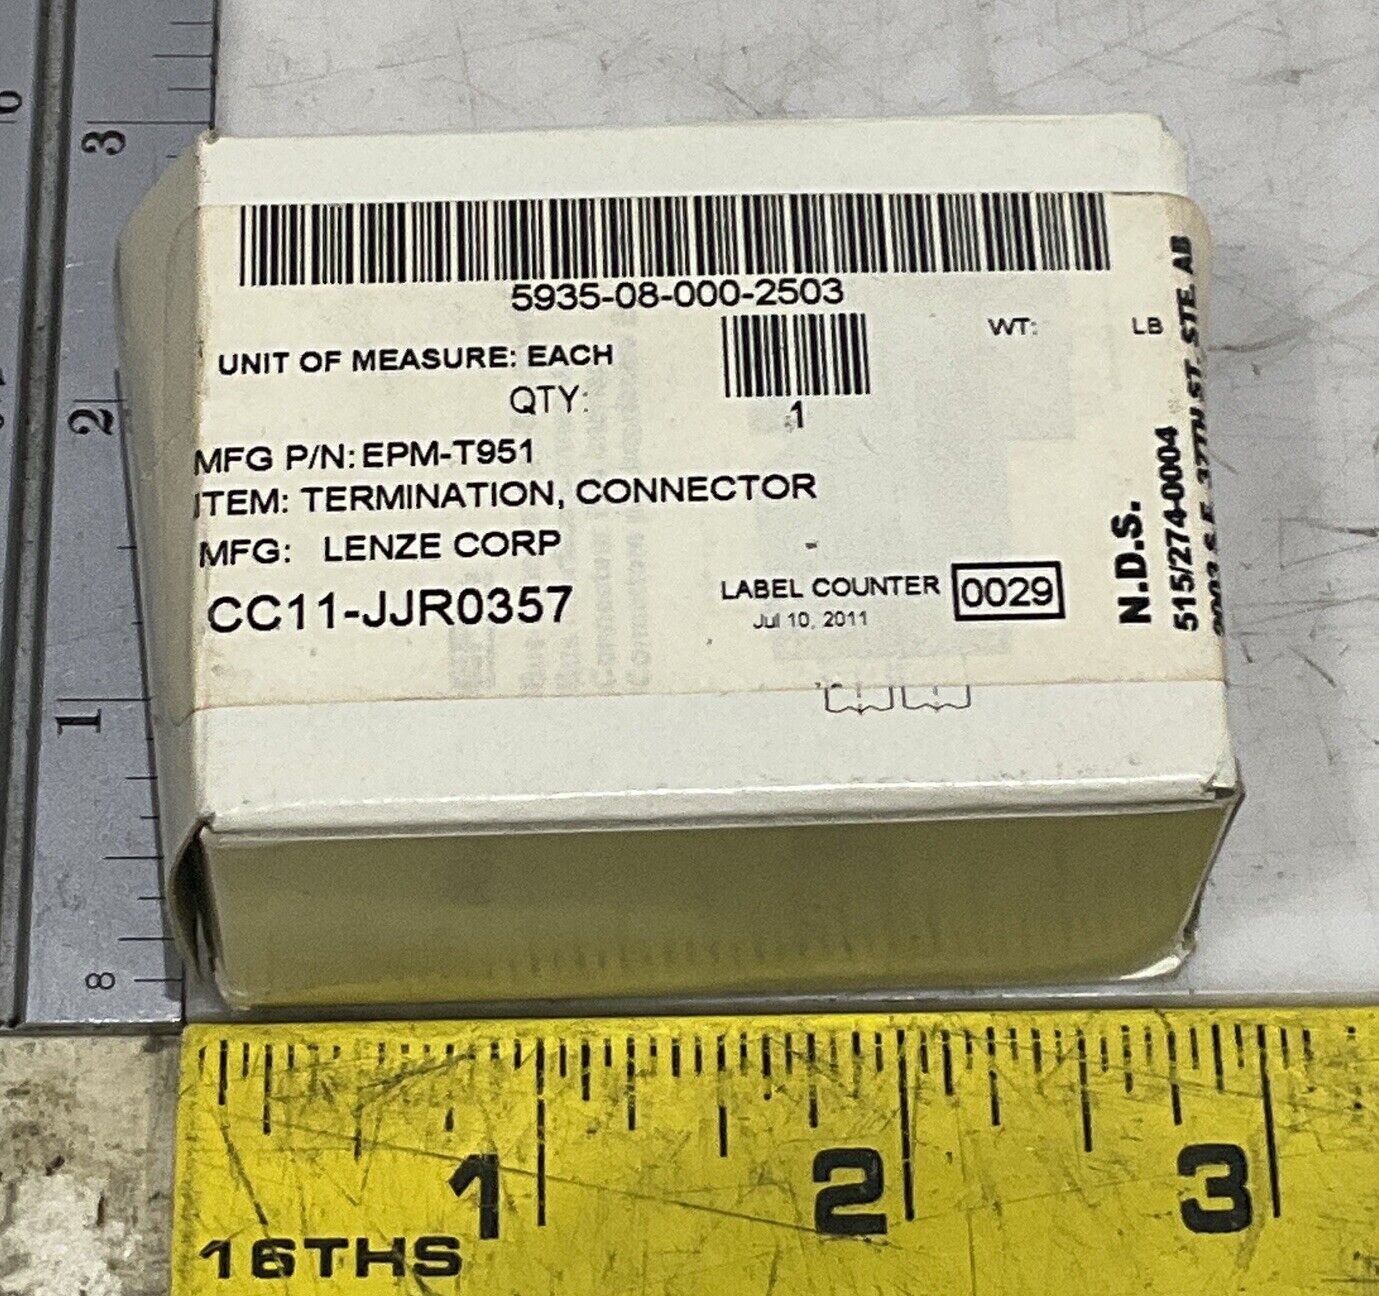 5935-08-000-2503
UNIT OF MEASURE: EACH
QTY:
1
WT: LB
MFG P/N: EPM-T951
ITEM: TERMINATION, CONNECTOR
MFG: LENZE CORP
CC11-JJR0357
LABEL COUNTER 0029
Jul 10, 2011
N.D.S.
515/274-0004
3
2
1
8
1 2 3
16THS